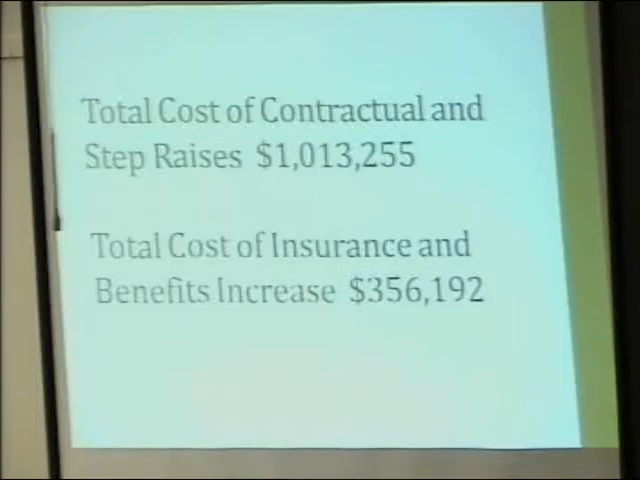 Total Cost of Contractual and
Step Raises $1,013,255
Total Cost of Insurance and
Benefits Increase $356,192